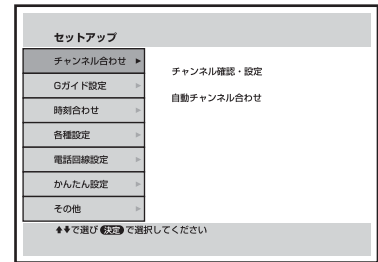 セットアップ
チャンネル合わせ ▶
チャンネル確認・設定
Gガイド設定 ▶
自動チャンネル合わせ
時刻合わせ ▶
各種設定 ▶
電話回線設定 ▶
かんたん設定 ▶
その他 ▶
♠♦で選び 決定 で選択してください